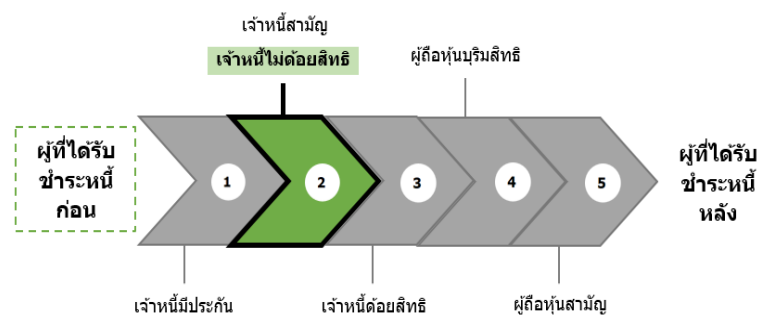 เจ้าหนี้สามัญ
เจ้าหนี้ไม่ด้อยสิทธิ
ผู้ถือหุ้นบุริมสิทธิ
ผู้ที่ได้รับ
ชำระหนี้
ก่อน
1
2
3
4
5
ผู้ที่ได้รับ
ชำระหนี้
หลัง
เจ้าหนี้มีประกัน
เจ้าหนี้ด้อยสิทธิ
ผู้ถือหุ้นสามัญ